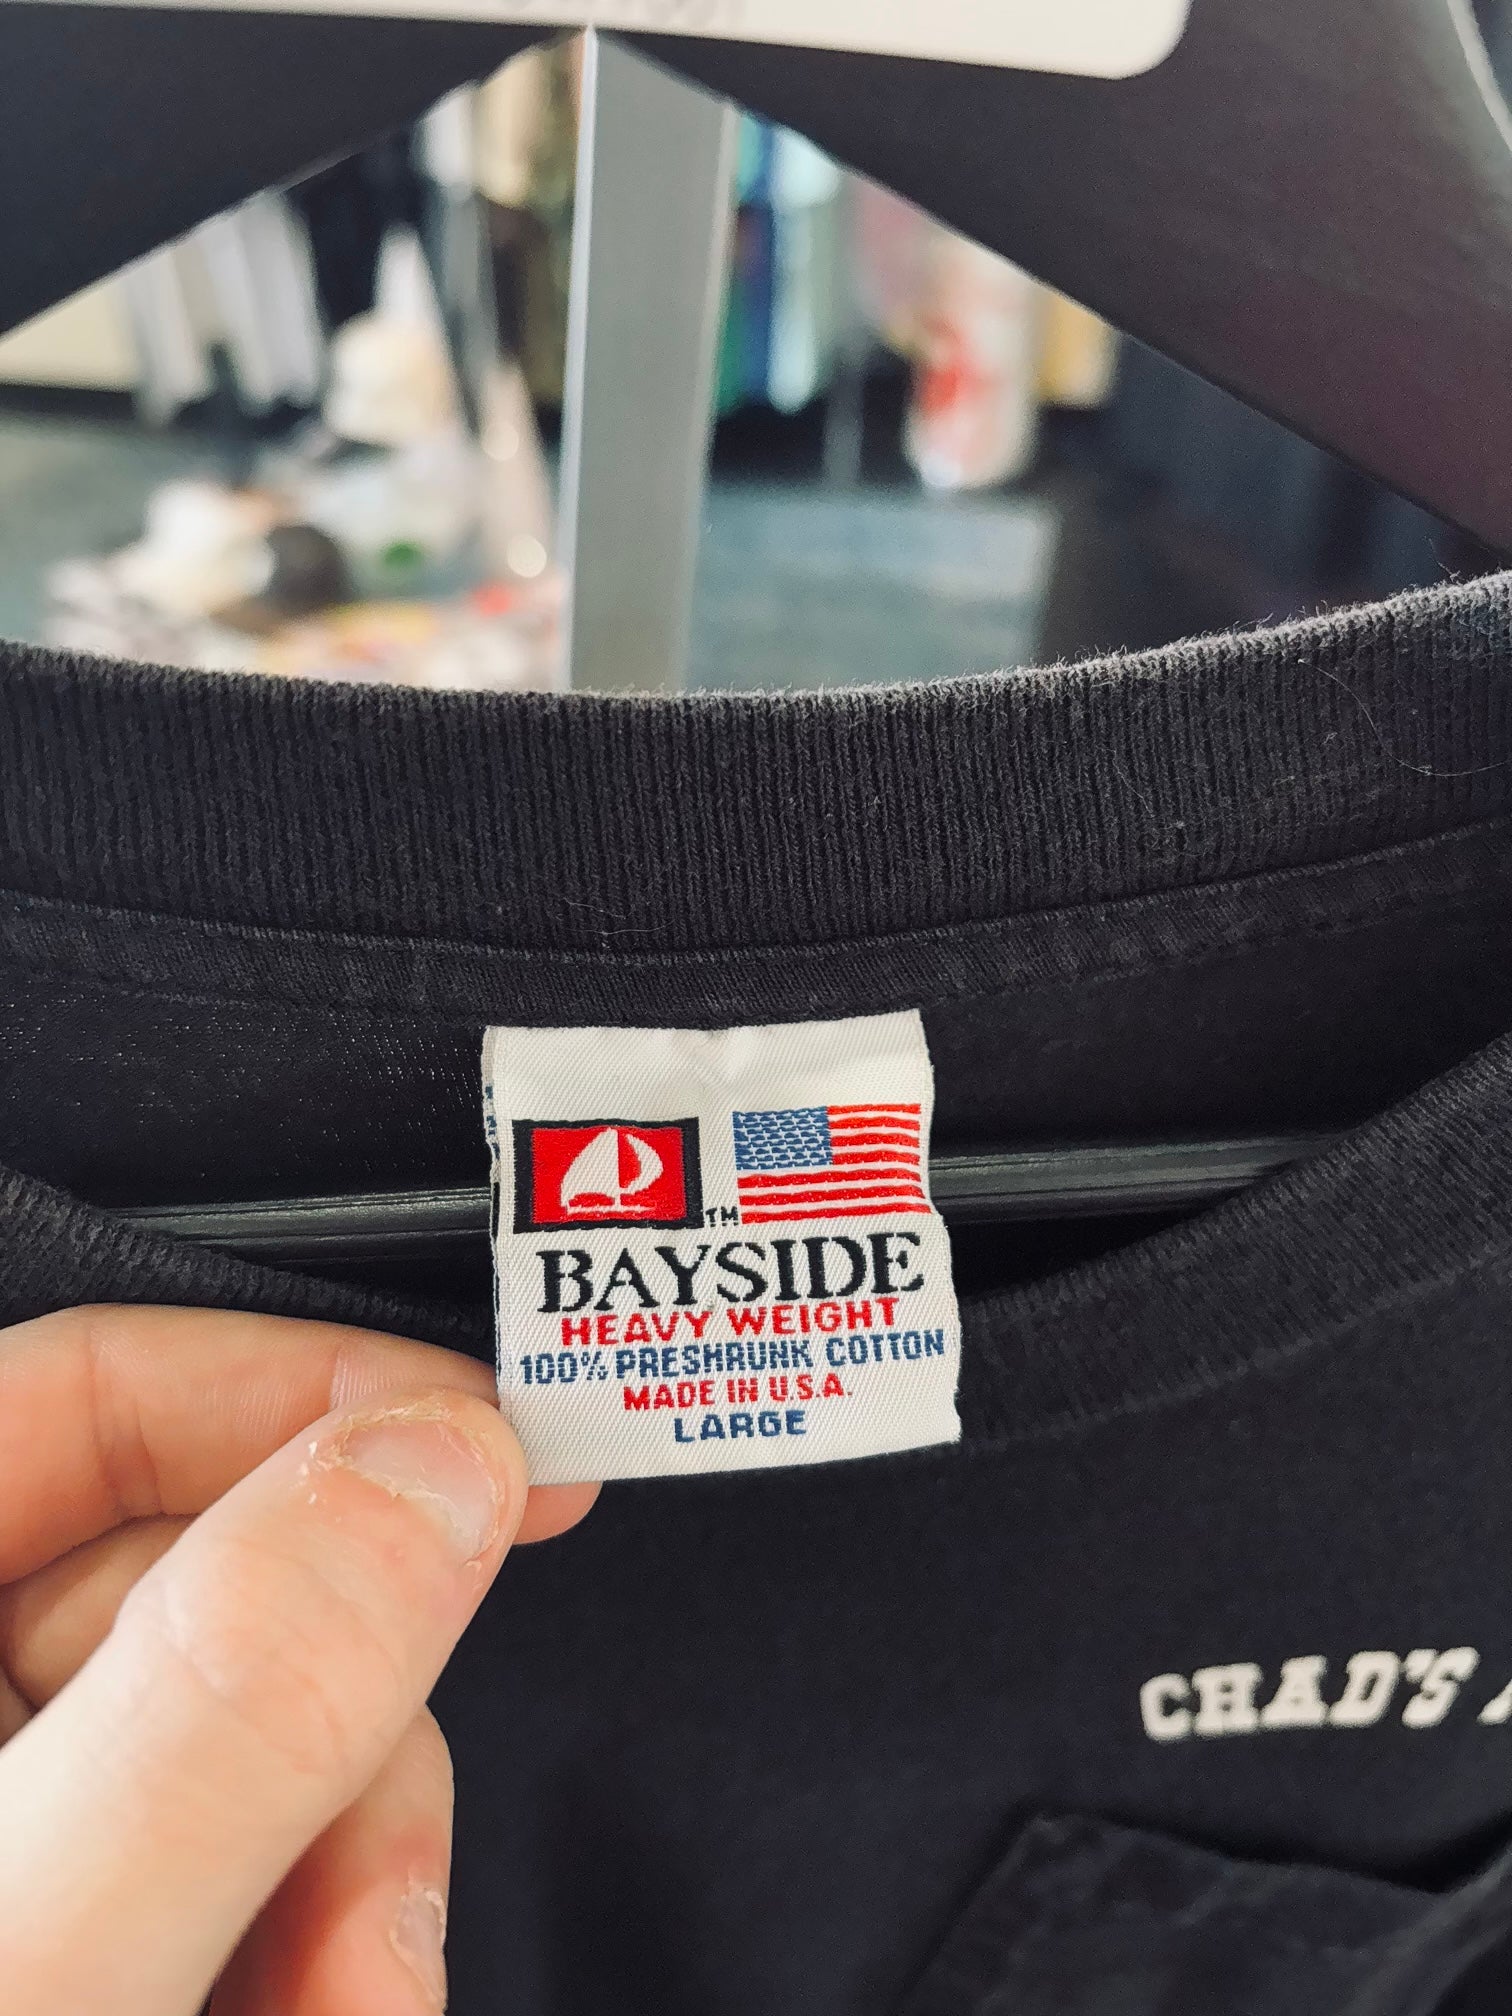 TM
BAYSIDE
HEAVY WEIGHT
100% PRESHRUNK COTTON
MADE IN U.S.A.
LARGE
CHAD'S